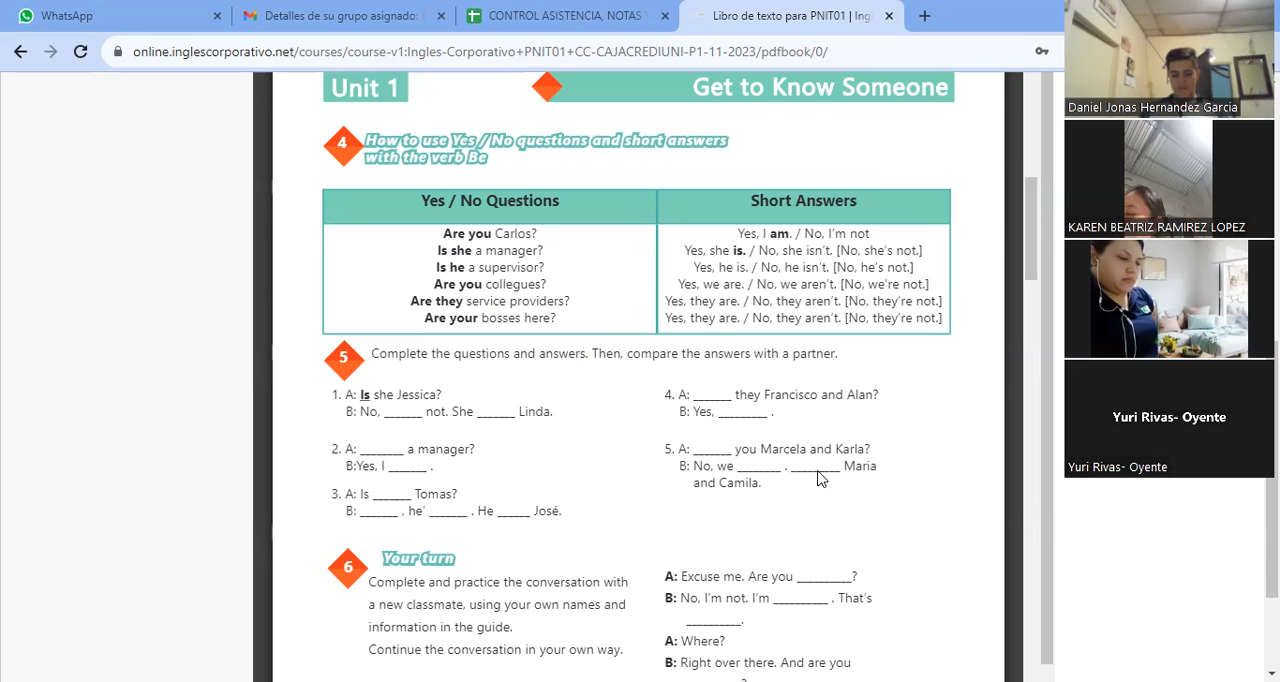 WhatsApp
Detalles de su grupo asignado:
CONTROL ASISTENCIA, NOTAS Y
Libro de texto para PNIT01 | Ingl
online.inglescorporativo.net/courses/course-v1:Ingles-Corporativo+PNIT01+CC-CAJACREDIUNI-P1-11-2023/pdfbook/0/
Unit 1
Get to Know Someone
4
How to use Yes / No questions and short answers
with the verb Be
Yes / No Questions
Short Answers
Are you Carlos?
Yes, I am. / No, I'm not
Is she a manager?
Yes, she is. / No, she isn't. [No, she's not.]
Is he a supervisor?
Yes, he is. / No, he isn't. [No, he's not.]
Are you collegues?
Yes, we are. / No, we aren't. [No, we're not.]
Are they service providers?
Yes, they are. / No, they aren't. [No, they're not.]
Are your bosses here?
Yes, they are. / No, they aren't. [No, they're not.]
5
Complete the questions and answers. Then, compare the answers with a partner.
1. A: Is she Jessica?
B: No, ______ not. She ______ Linda.
2. A: ________ a manager?
B:Yes, I ______ .
3. A: Is ______ Tomas?
B: ______ , he' ______ . He _____ José.
4. A: ______ they Francisco and Alan?
B: Yes, ________ .
5. A: ______ you Marcela and Karla?
B: No, we _______ . ________ Maria
and Camila.
6
Your turn
Complete and practice the conversation with
a new classmate, using your own names and
information in the guide.
Continue the conversation in your own way.
A: Excuse me. Are you _________?
B: No, I'm not. I'm _________ . That's
_________.
A: Where?
B: Right over there. And are you
Daniel Jonas Hernandez Garcia
KAREN BEATRIZ RAMIREZ LOPEZ
Yuri Rivas- Oyente
Yuri Rivas- Oyente